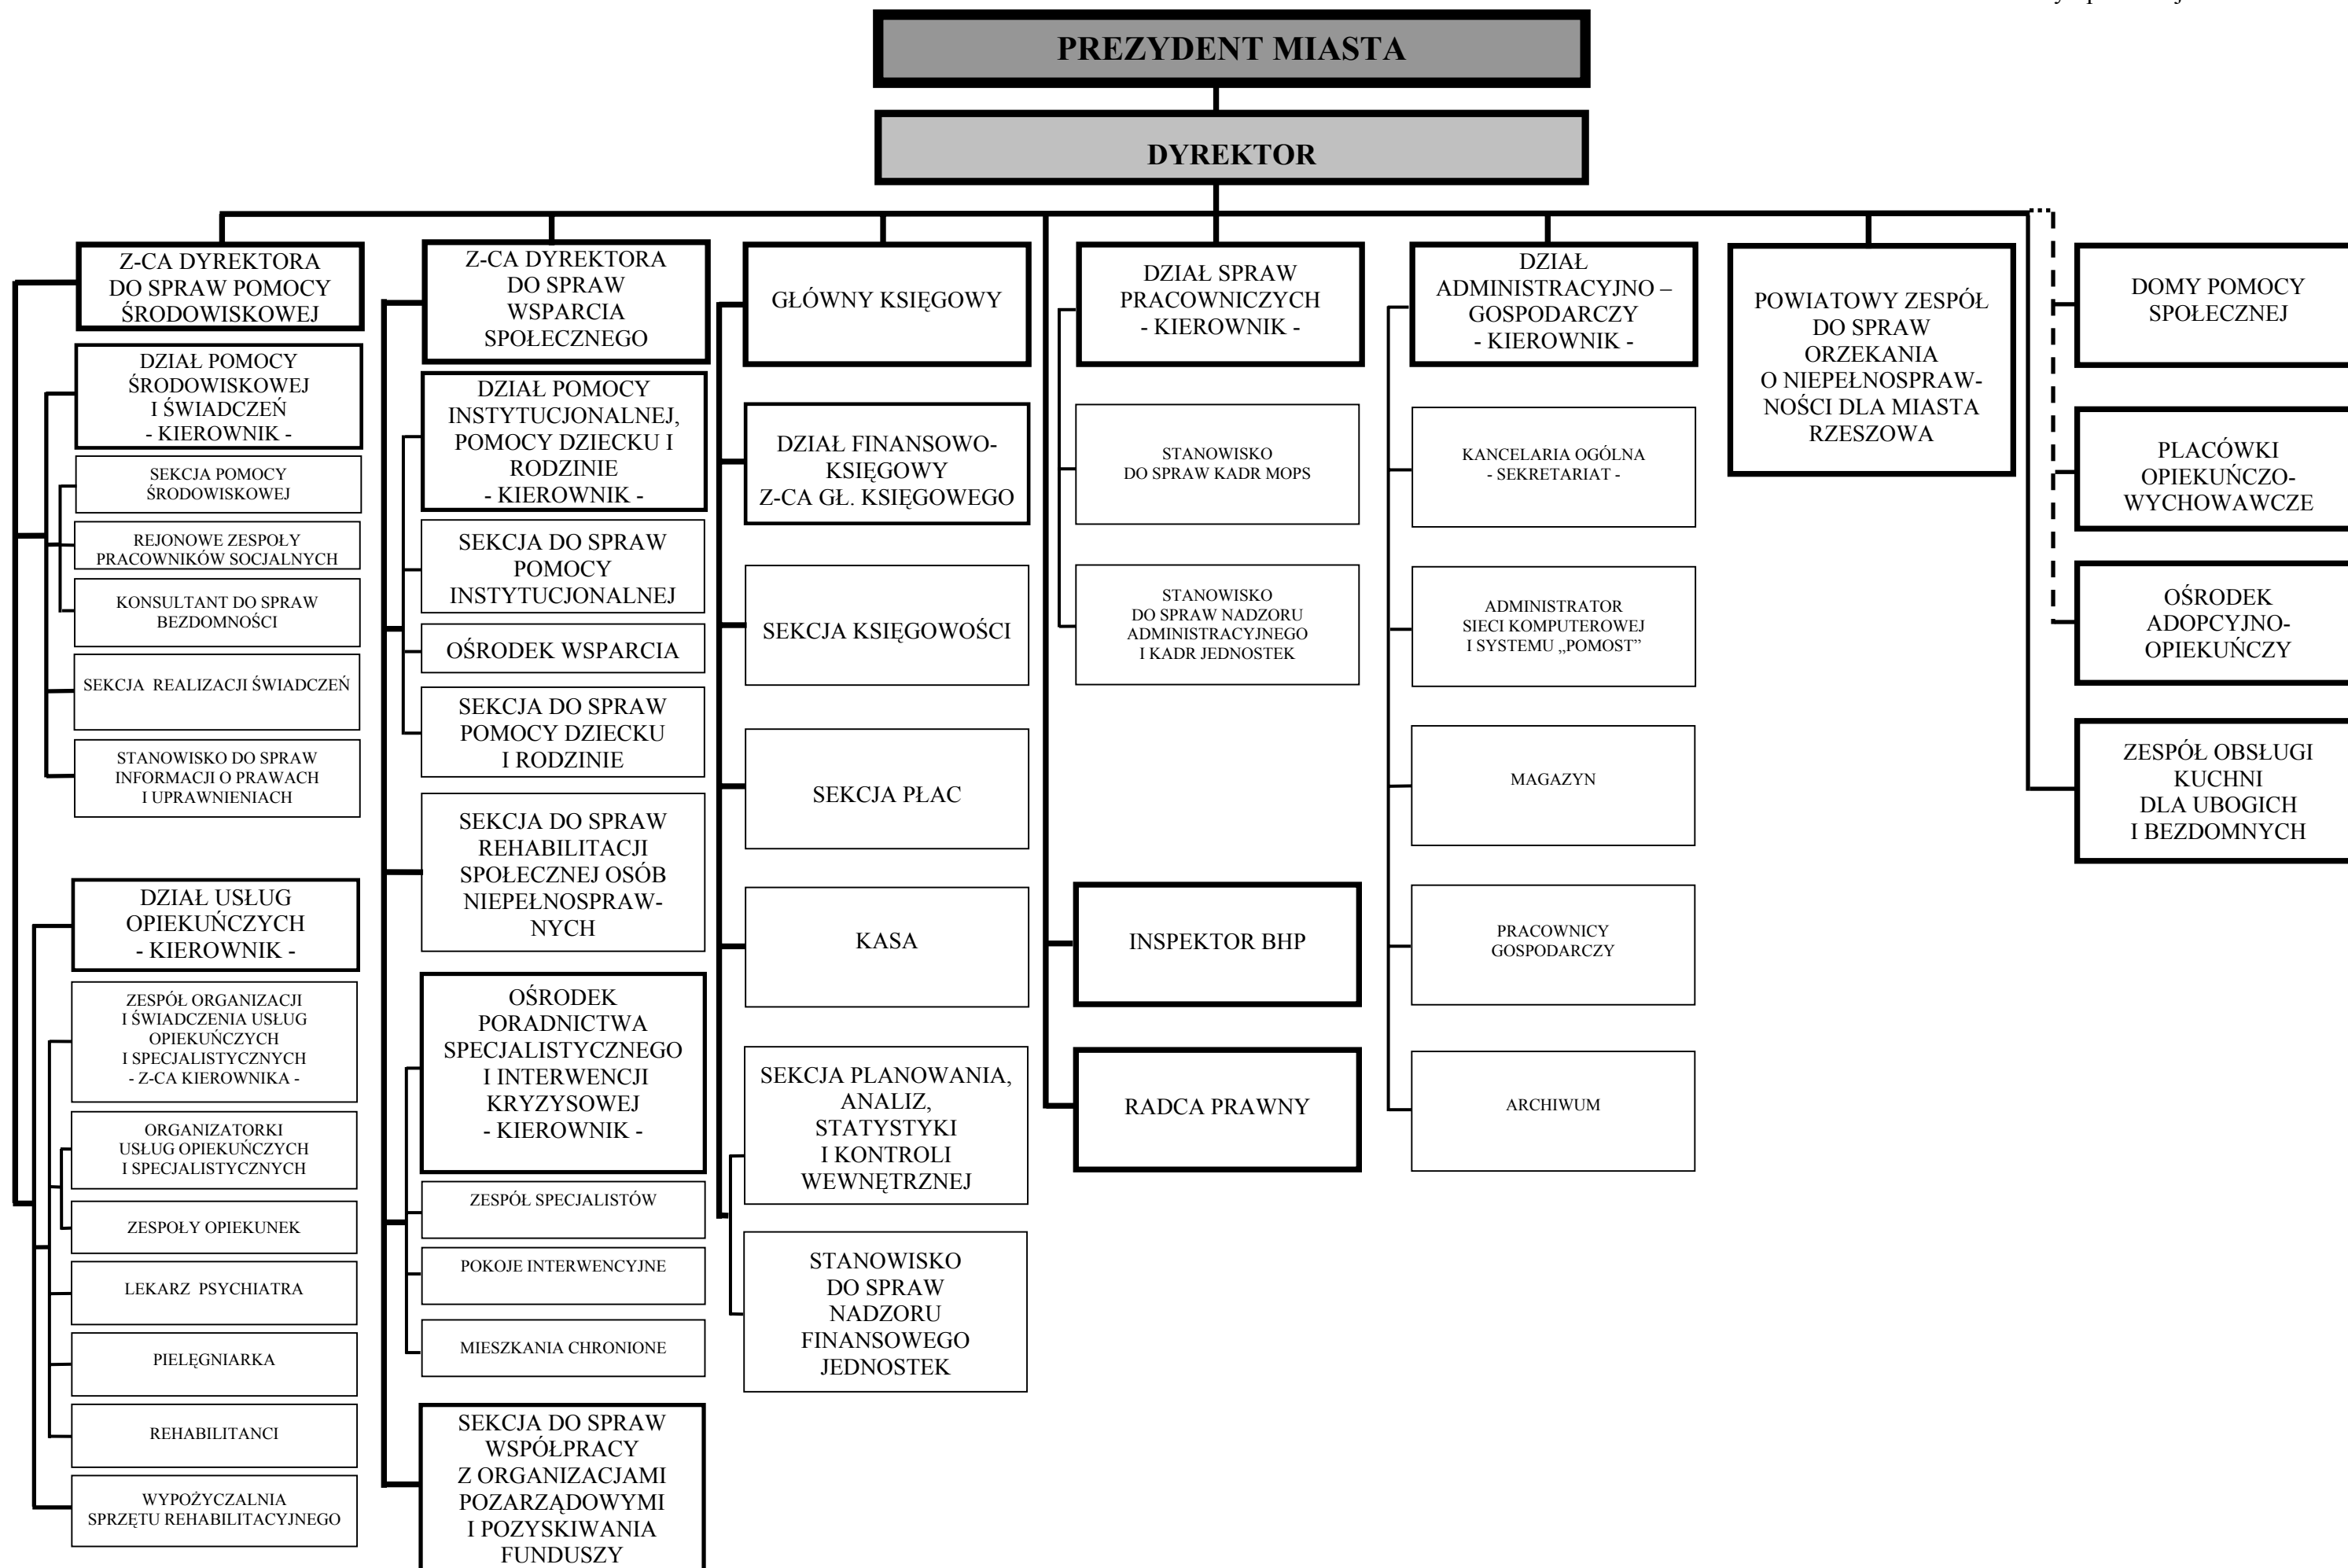 PREZYDENT MIASTA
DYREKTOR
Z-CA DYREKTORA
DO SPRAW POMOCY
ŚRODOWISKOWEJ
DZIAŁ POMOCY
ŚRODOWISKOWEJ
I ŚWIADCZEŃ
- KIEROWNIK -
SEKCJA POMOCY
ŚRODOWISKOWEJ
REJONOWE ZESPOŁY
PRACOWNIKÓW SOCJALNYCH
KONSULTANT DO SPRAW
BEZDOMNOŚCI
SEKCJA REALIZACJI ŚWIADCZEŃ
STANOWISKO DO SPRAW
INFORMACJI O PRAWACH
I UPRAWNIENIACH
DZIAŁ USŁUG
OPIEKUŃCZYCH
- KIEROWNIK -
ZESPÓŁ ORGANIZACJI
I ŚWIADCZENIA USŁUG
OPIEKUŃCZYCH
I SPECJALISTYCZNYCH
- Z-CA KIEROWNIKA -
ORGANIZATORKI
USŁUG OPIEKUŃCZYCH
I SPECJALISTYCZNYCH
ZESPOŁY OPIEKUNEK
LEKARZ PSYCHIATRA
PIELĘGNIARKA
REHABILITANCI
WYPOŻYCZALNIA
SPRZĘTU REHABILITACYJNEGO
Z-CA DYREKTORA
DO SPRAW
WSPARCIA
SPOŁECZNEGO
DZIAŁ POMOCY
INSTYTUCJONALNEJ,
POMOCY DZIECKU I
RODZINIE
- KIEROWNIK -
SEKCJA DO SPRAW
POMOCY
INSTYTUCJONALNEJ
OŚRODEK WSPARCIA
SEKCJA DO SPRAW
POMOCY DZIECKU
I RODZINIE
SEKCJA DO SPRAW
REHABILITACJI
SPOŁECZNEJ OSÓB
NIEPEŁNOSPRAW-
NYCH
OŚRODEK
PORADNICTWA
SPECJALISTYCZNEGO
I INTERWENCJI
KRYZYSOWEJ
- KIEROWNIK -
ZESPÓŁ SPECJALISTÓW
POKOJE INTERWENCYJNE
MIESZKANIA CHRONIONE
SEKCJA DO SPRAW
WSPÓŁPRACY
Z ORGANIZACJAMI
POZARZĄDOWYMI
I POZYSKIWANIA
FUNDUSZY
GŁÓWNY KSIĘGOWY
DZIAŁ FINANSOWO-
KSIĘGOWY
Z-CA GŁ. KSIĘGOWEGO
SEKCJA KSIĘGOWOŚCI
SEKCJA PŁAC
KASA
SEKCJA PLANOWANIA,
ANALIZ,
STATYSTYKI
I KONTROLI
WEWNĘTRZNEJ
STANOWISKO
DO SPRAW
NADZORU
FINANSOWEGO
JEDNOSTEK
DZIAŁ SPRAW
PRACOWNICZYCH
- KIEROWNIK -
STANOWISKO
DO SPRAW KADR MOPS
STANOWISKO
DO SPRAW NADZORU
ADMINISTRACYJNEGO
I KADR JEDNOSTEK
INSPEKTOR BHP
RADCA PRAWNY
DZIAŁ
ADMINISTRACYJNO –
GOSPODARCZY
- KIEROWNIK -
KANCELARIA OGÓLNA
- SEKRETARIAT -
ADMINISTRATOR
SIECI KOMPUTEROWEJ
I SYSTEMU „POMOST”
MAGAZYN
PRACOWNICY
GOSPODARCZY
ARCHIWUM
POWIATOWY ZESPÓŁ
DO SPRAW
ORZEKANIA
O NIEPEŁNOSPRAW-
NOŚCI DLA MIASTA
RZESZOWA
DOMY POMOCY
SPOŁECZNEJ
PLACÓWKI
OPIEKUŃCZO-
WYCHOWAWCZE
OŚRODEK
ADOPCYJNO-
OPIEKUŃCZY
ZESPÓŁ OBSŁUGI
KUCHNI
DLA UBOGICH
I BEZDOMNYCH